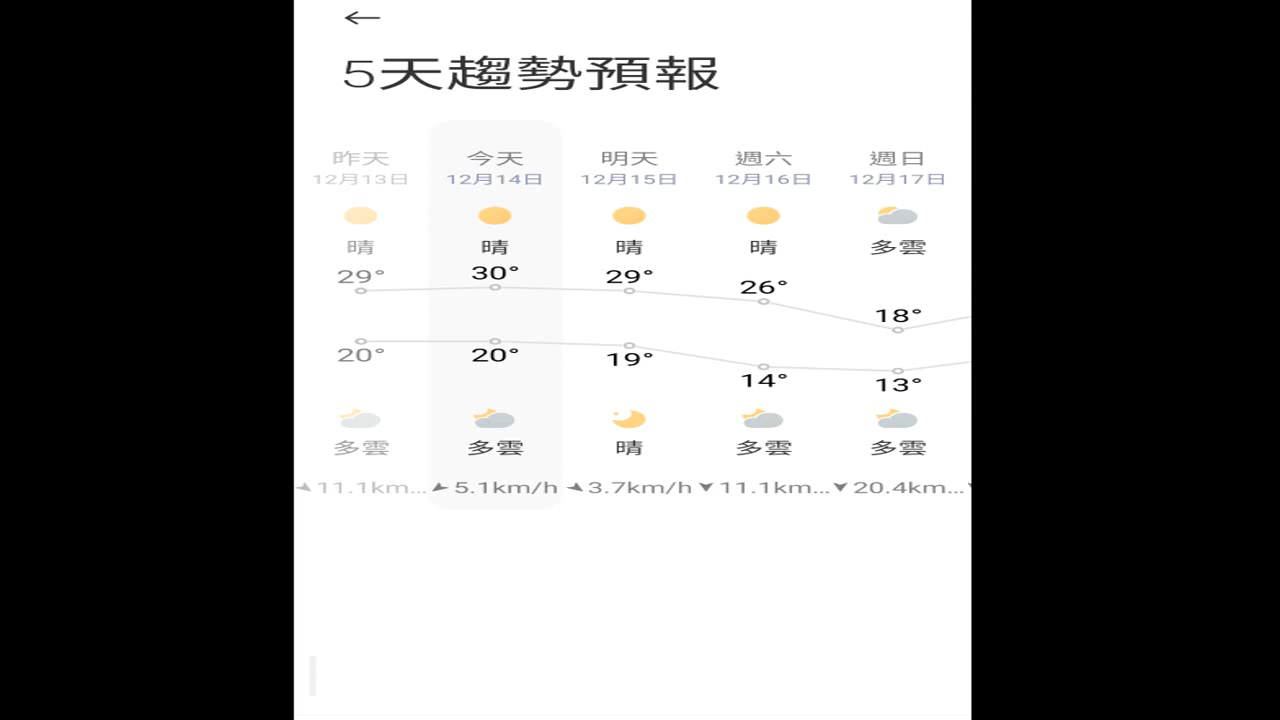 5天趨勢預報
昨天 今天 明天 週六 週日
12月13日 12月14日 12月15日 12月16日 12月17日
晴 晴 晴 晴 多雲
29° 30° 29° 26° 18°
20° 20° 19° 14° 13°
多雲 多雲 晴 多雲 多雲
11.1km... 5.1km/h 3.7km/h 11.1km... 20.4km...